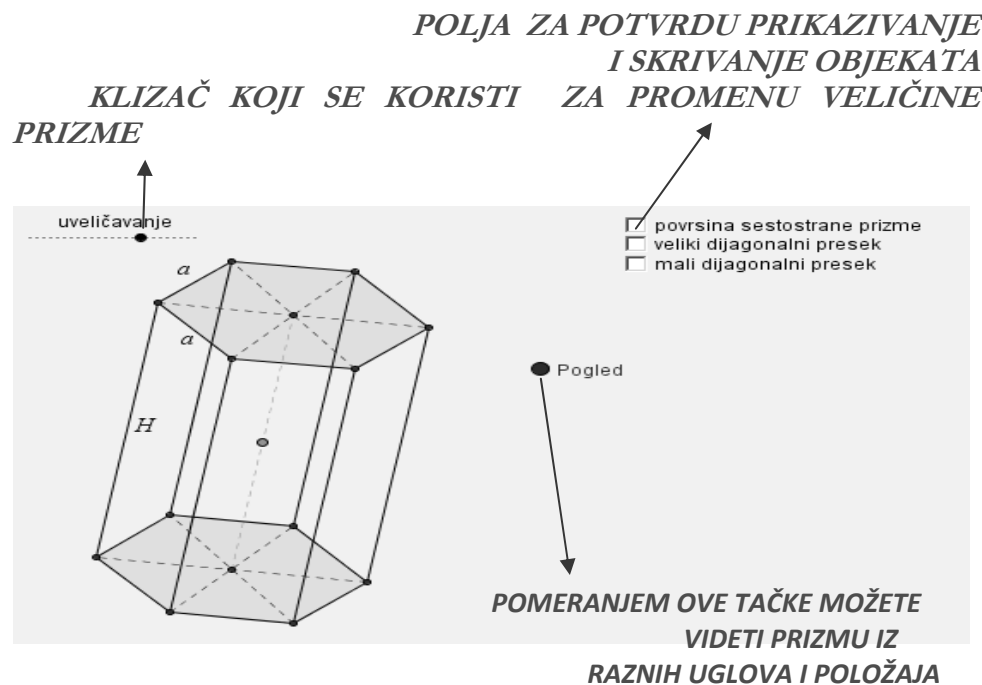 POLJA ZA POTVRDU PRIKAZIVANJE
I SKRIVANJE OBJEKATA
KLIZAČ KOJI SE KORISTI ZA PROMENU VELIČINE
PRIZME
uveličavanje
povrsina sestostrane prizme
veliki dijagonalni presek
mali dijagonalni presek
a
a
Pogled
H
POMERANJEM OVE TAČKE MOŽETE
VIDETI PRIZMU IZ
RAZNIH UGLOVA I POLOŽAJA